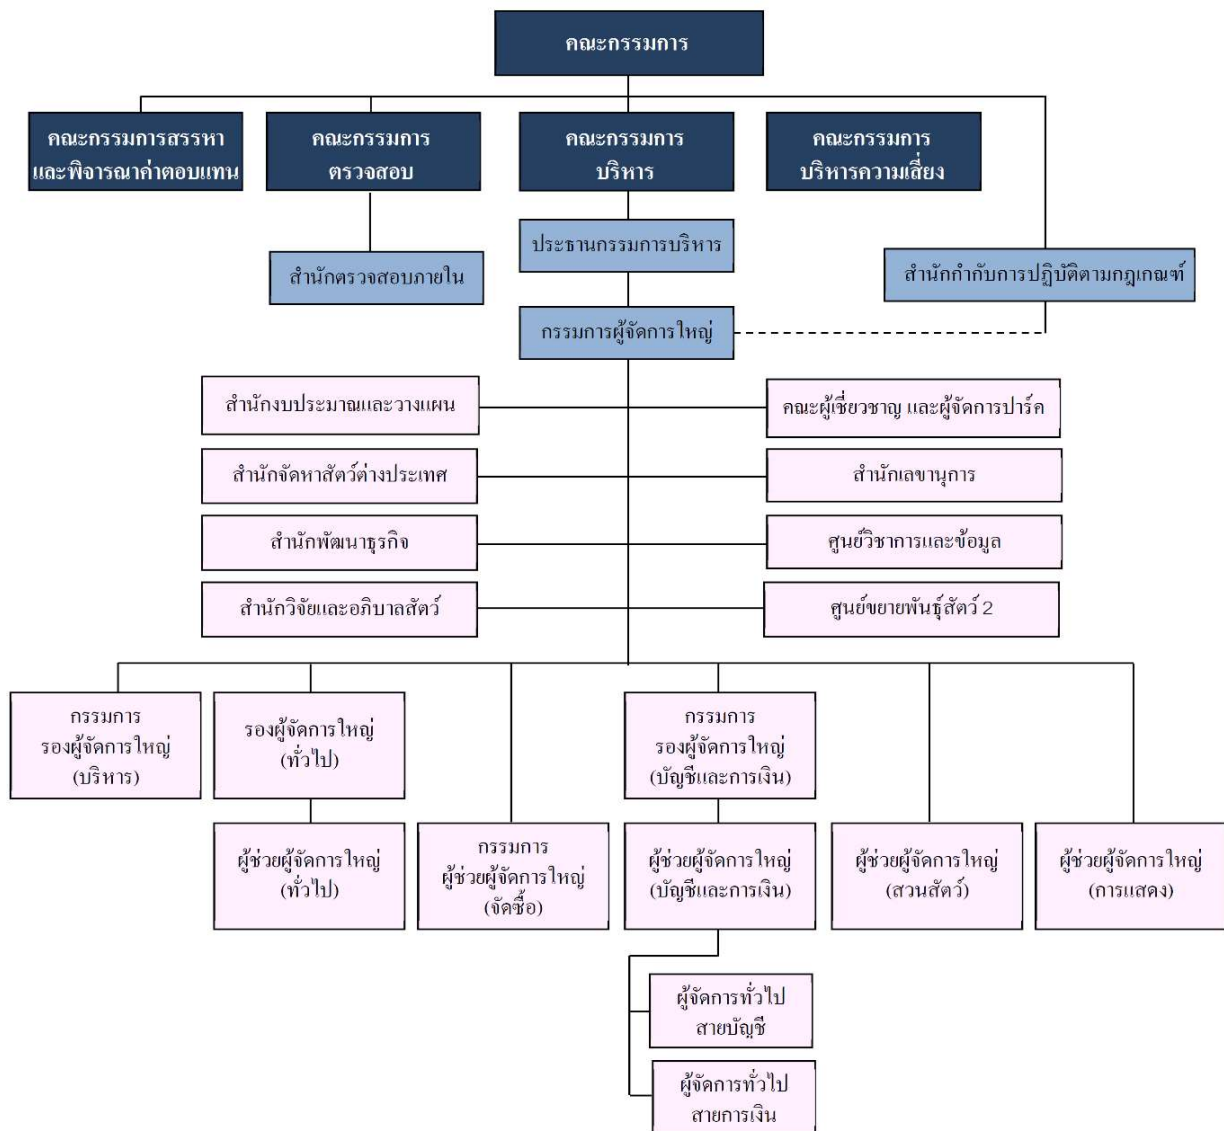 คณะกรรมการ
คณะกรรมการสรรหา
และพิจารณาค่าตอบแทน
คณะกรรมการ
ตรวจสอบ
คณะกรรมการ
บริหาร
คณะกรรมการ
บริหารความเสี่ยง
ประธานกรรมการบริหาร
สำนักตรวจสอบภายใน
สำนักกำกับการปฏิบัติตามกฎเกณฑ์
กรรมการผู้จัดการใหญ่
สำนักงบประมาณและวางแผน
คณะผู้เชี่ยวชาญ และผู้จัดการปาร์ค
สำนักจัดหาสัตว์ต่างประเทศ
สำนักเลขานุการ
สำนักพัฒนาธุรกิจ
ศูนย์วิชาการและข้อมูล
สำนักวิจัยและอภิบาลสัตว์
ศูนย์ขยายพันธุ์สัตว์ 2
กรรมการ
รองผู้จัดการใหญ่
(บริหาร)
รองผู้จัดการใหญ่
(ทั่วไป)
กรรมการ
รองผู้จัดการใหญ่
(บัญชีและการเงิน)
ผู้ช่วยผู้จัดการใหญ่
(ทั่วไป)
กรรมการ
ผู้ช่วยผู้จัดการใหญ่
(จัดซื้อ)
ผู้ช่วยผู้จัดการใหญ่
(บัญชีและการเงิน)
ผู้ช่วยผู้จัดการใหญ่
(สวนสัตว์)
ผู้ช่วยผู้จัดการใหญ่
(การแสดง)
ผู้จัดการทั่วไป
สายบัญชี
ผู้จัดการทั่วไป
สายการเงิน